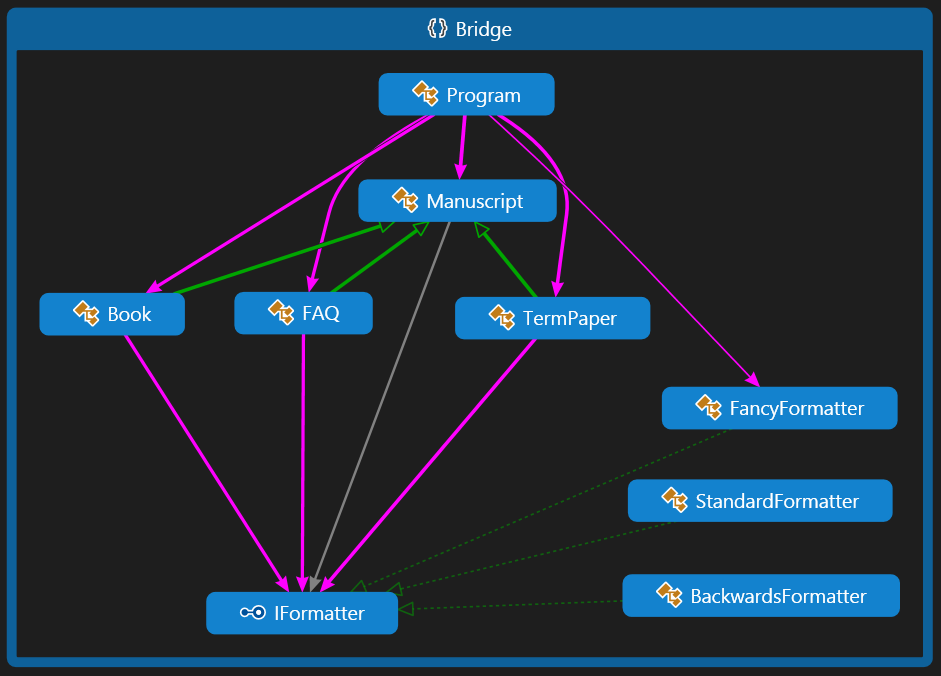 Bridge
Program
Manuscript
Book
FAQ
TermPaper
FancyFormatter
StandardFormatter
BackwardsFormatter
IFormatter